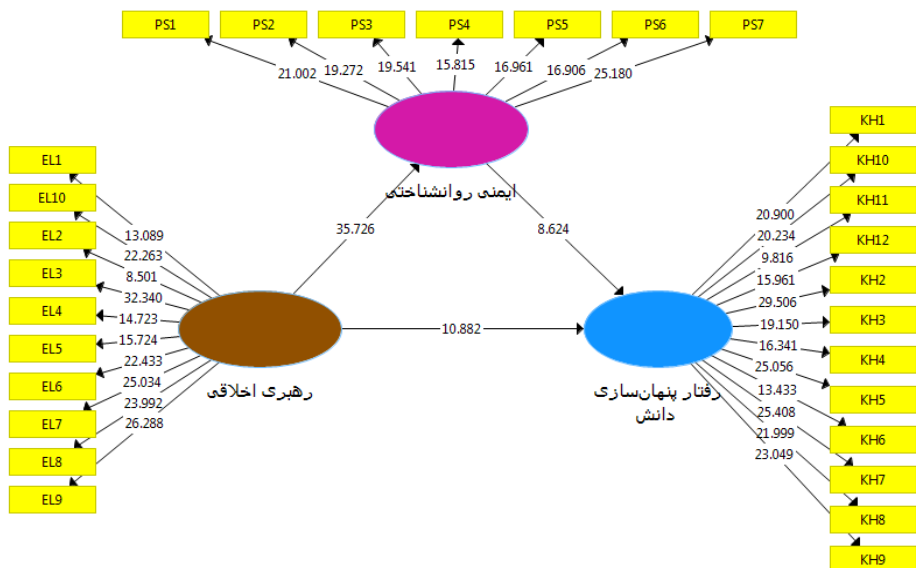 PS1
PS2
PS3
PS4
PS5
PS6
PS7
21.002
19.272
19.541
15.815
16.961
16.906
25.180
ایمنی روانشناختی
EL1
EL10
EL2
EL3
EL4
EL5
EL6
EL7
EL8
EL9
13.089
22.263
8.501
32.340
14.723
15.724
22.433
25.034
23.992
26.288
رهبری اخلاقی
35.726
8.624
10.882
رفتار پنهان‌سازی
دانش
20.900
20.234
9.816
15.961
29.506
19.150
16.341
25.056
13.433
25.408
21.999
23.049
KH1
KH10
KH11
KH12
KH2
KH3
KH4
KH5
KH6
KH7
KH8
KH9